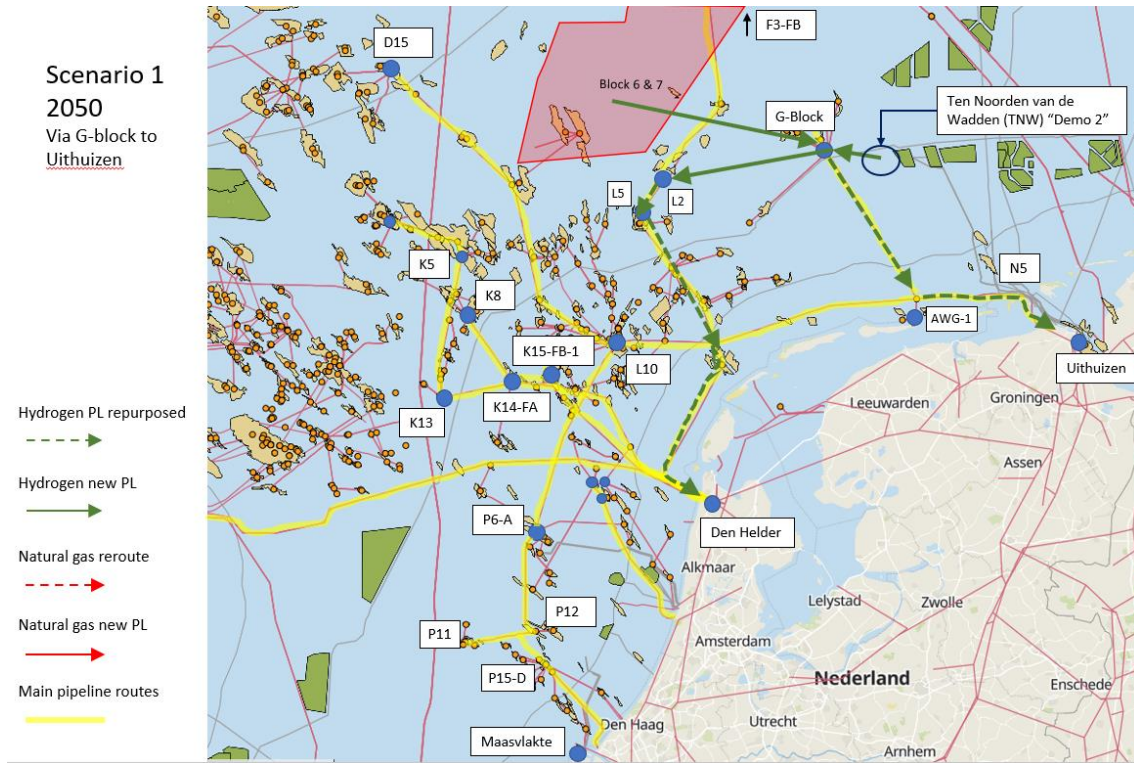 Scenario 1
2050
Via G-block to
Uithuizen
Hydrogen PL repurposed
Hydrogen new PL
Natural gas reroute
Natural gas new PL
Main pipeline routes
F3-FB
D15
Block 6 & 7
G-Block
Ten Noorden van de
Wadden (TNW) “Demo 2”
L5
L2
K5
N5
K8
AWG-1
K15-FB-1
L10
Uithuizen
K14-FA
K13
Leeuwarden
Groningen
Assen
P6-A
Den Helder
Alkmaar
Lelystad
Zwolle
P12
P11
Amsterdam
P15-D
Nederland
Enschede
Den Haag
Utrecht
Maasvlakte
Arnhem